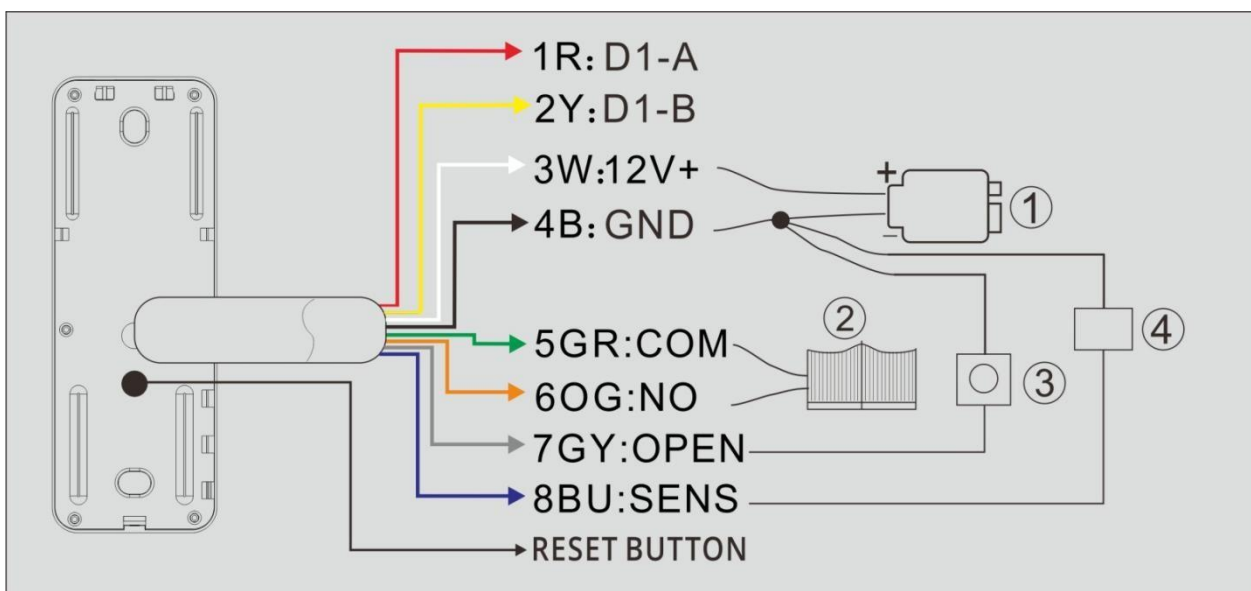 1R: D1-A
2Y: D1-B
3W:12V+
4B: GND
+
−
①
②
③
④
5GR:COM
6OG:NO
7GY:OPEN
8BU:SENS
RESET BUTTON